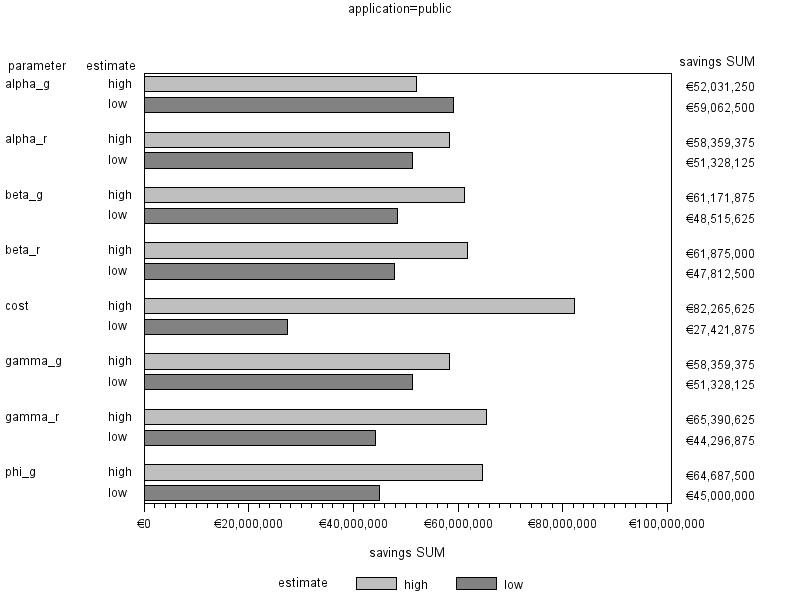 application=public
parameter estimate savings SUM
alpha_g high €52,031,250
low €59,062,500
alpha_r high €58,359,375
low €51,328,125
beta_g high €61,171,875
low €48,515,625
beta_r high €61,875,000
low €47,812,500
cost high €82,265,625
low €27,421,875
gamma_g high €58,359,375
low €51,328,125
gamma_r high €65,390,625
low €44,296,875
phi_g high €64,687,500
low €45,000,000
€0 €20,000,000 €40,000,000 €60,000,000 €80,000,000 €100,000,000
savings SUM
estimate high low